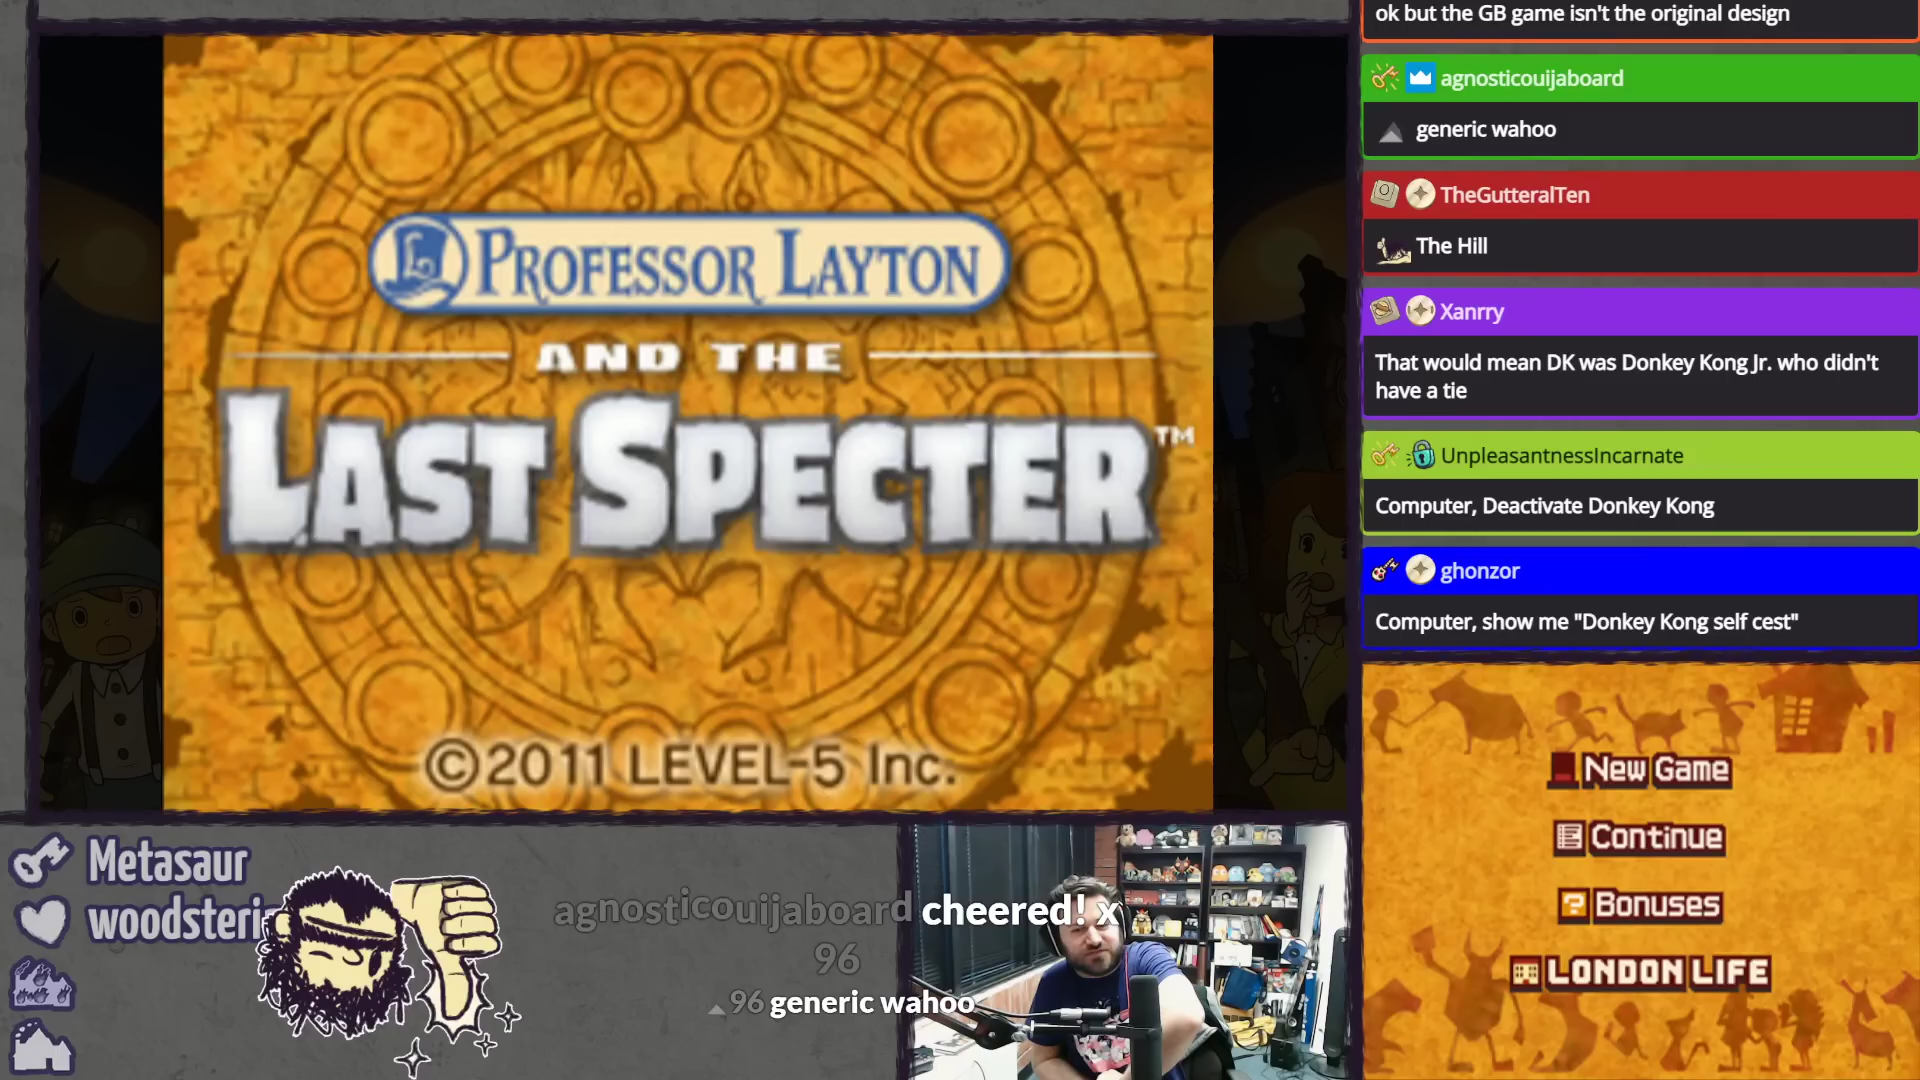 PROFESSOR LAYTON
AND THE
LAST SPECTER™
©2011 LEVEL-5 Inc.
ok but the GB game isn't the original design
agnosticouijaboard
generic wahoo
TheGutteralTen
The Hill
Xanrry
That would mean DK was Donkey Kong Jr. who didn't
have a tie
UnpleasantnessIncarnate
Computer, Deactivate Donkey Kong
ghonzor
Computer, show me "Donkey Kong self cest"
New Game
Continue
Bonuses
LONDON LIFE
Metasaur
woodsteri
agnosticouijaboard cheered! x
96
96 generic wahoo